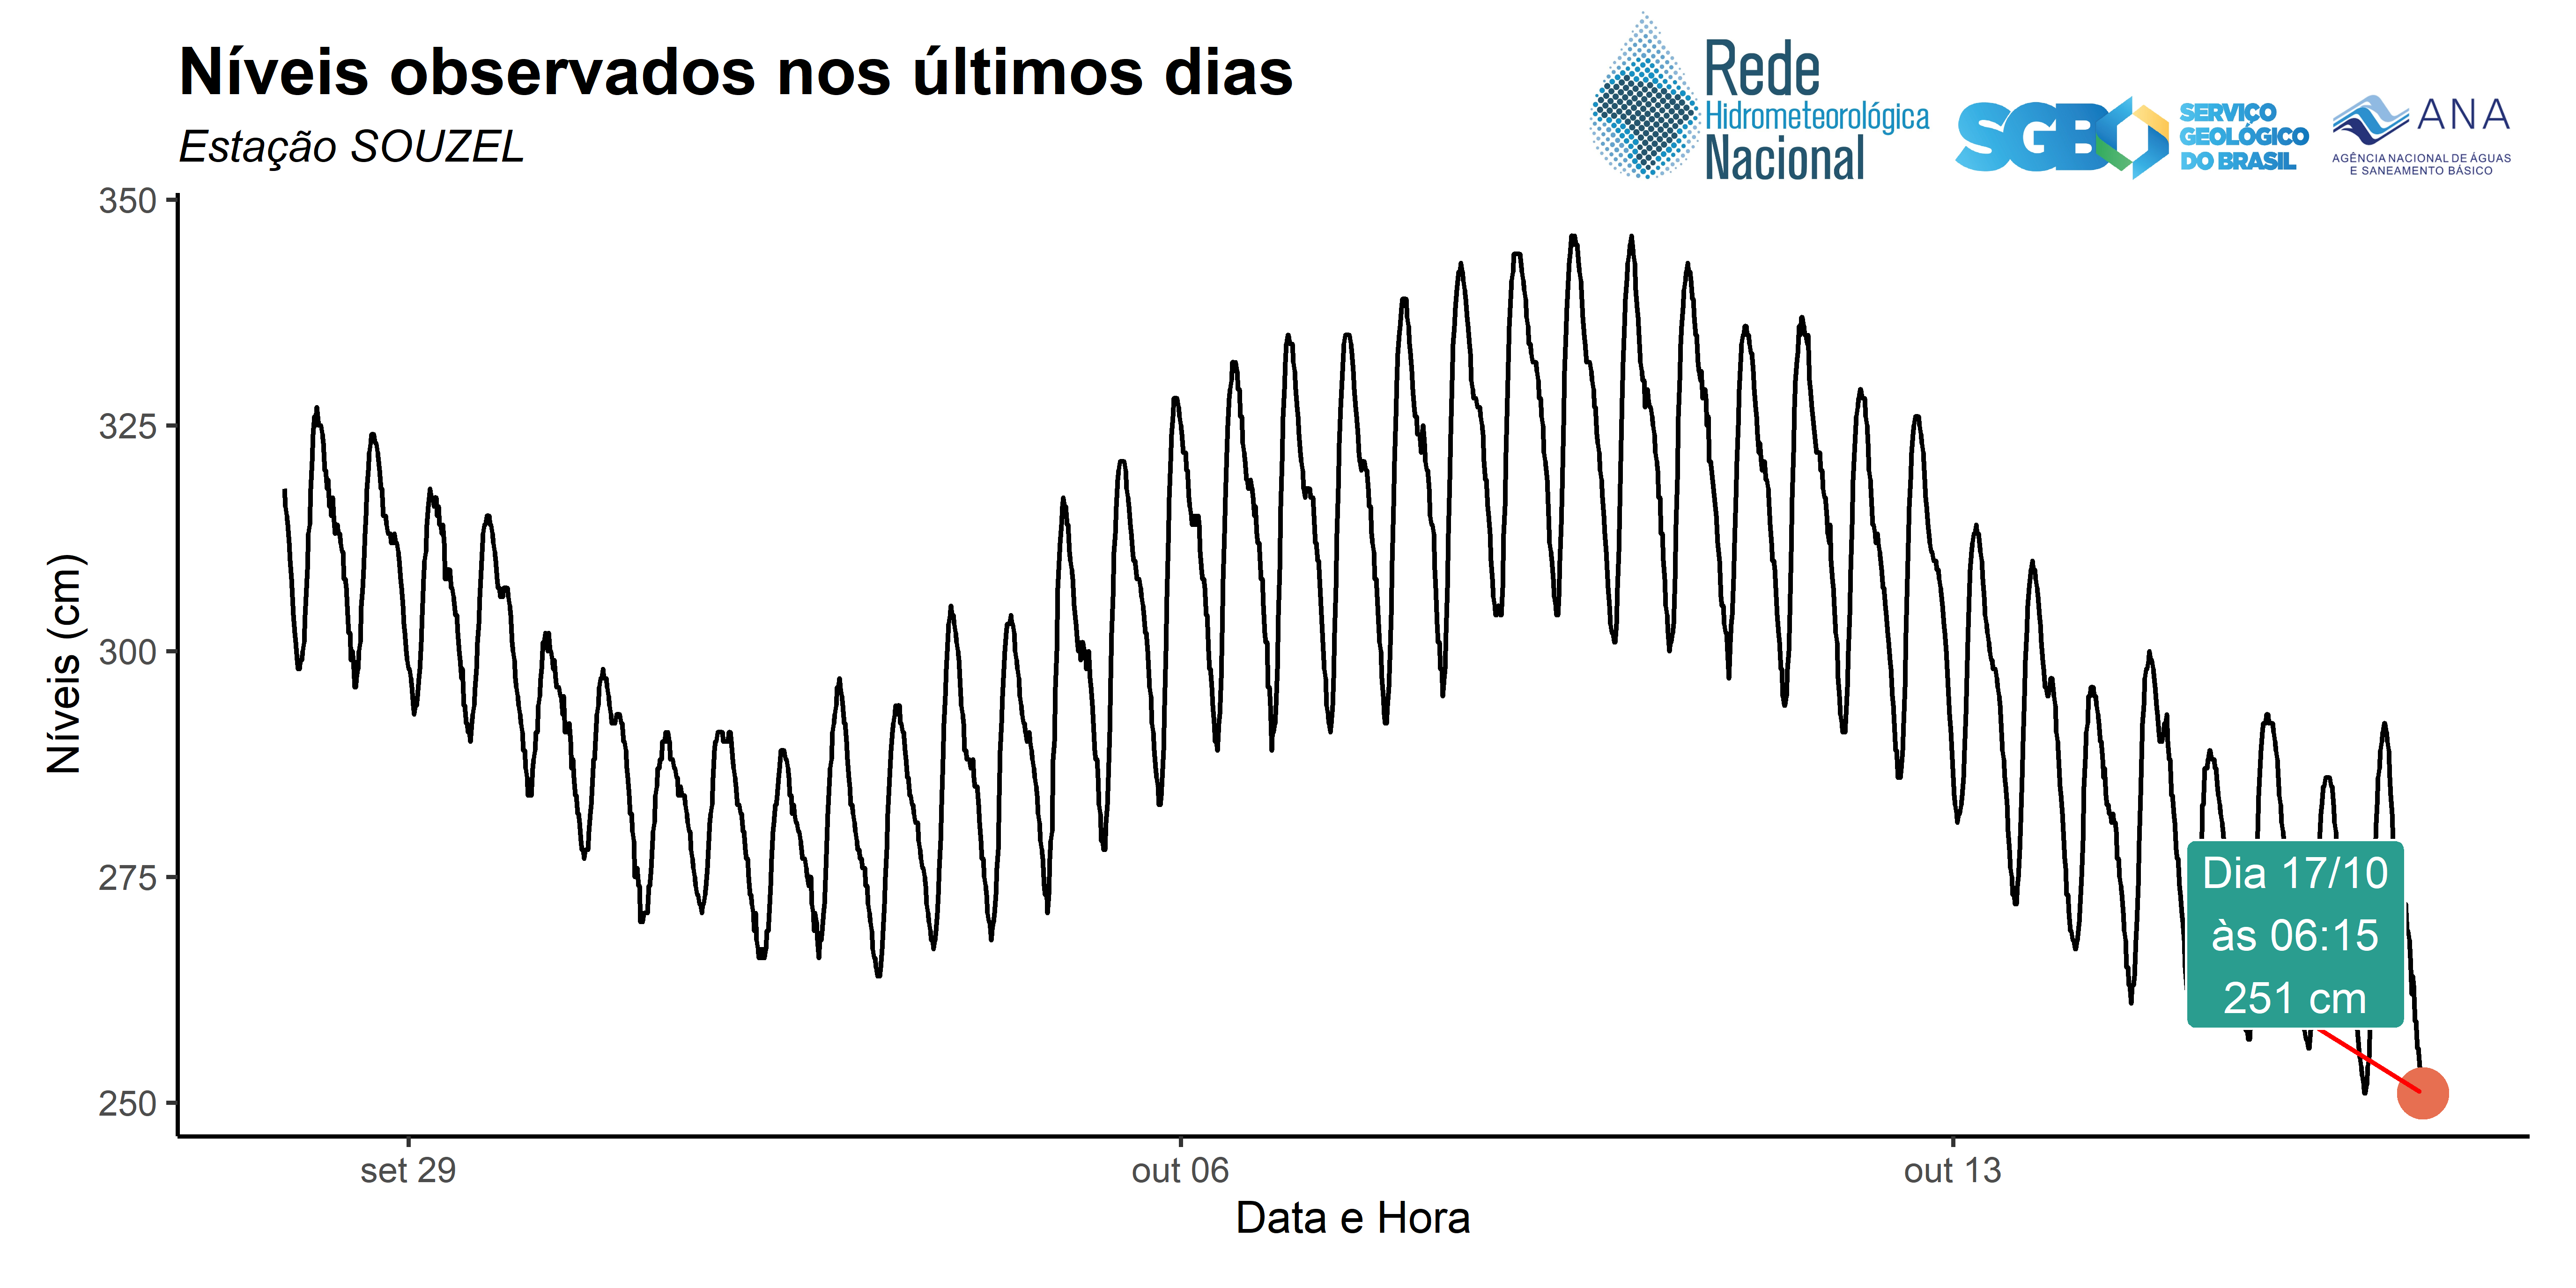 Níveis observados nos últimos dias
Estação SOUZEL
Rede
Hidrometeorológica
Nacional
SGB
SERVIÇO
GEOLÓGICO
DO BRASIL
ANA
AGÊNCIA NACIONAL DE ÁGUAS
E SANEAMENTO BÁSICO
Níveis (cm)
350
325
300
275
250
Dia 17/10
às 06:15
251 cm
set 29
out 06
out 13
Data e Hora